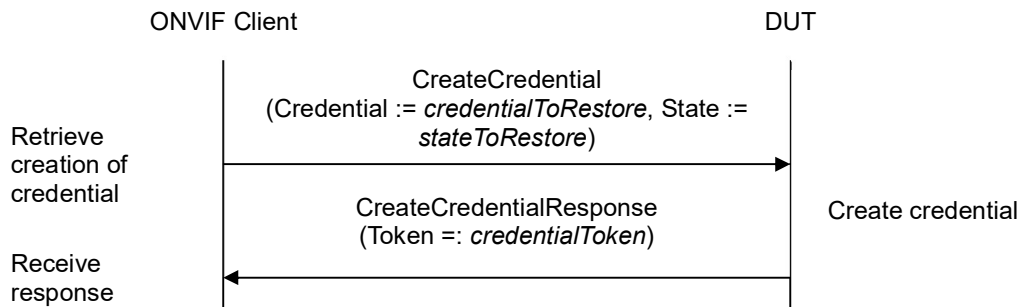 ONVIF Client
DUT
CreateCredential
(Credential := credentialToRestore, State :=
stateToRestore)
Retrieve
creation of
credential
CreateCredentialResponse
(Token =: credentialToken)
Create credential
Receive
response